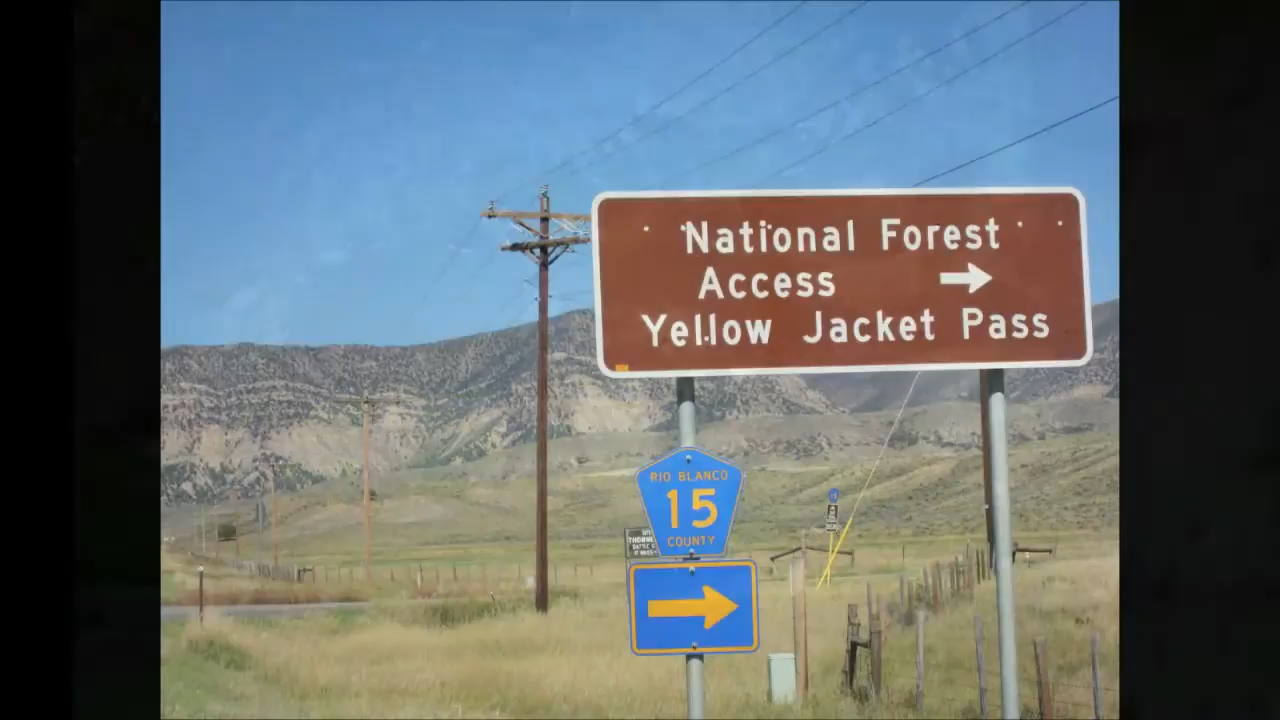 National Forest
Access
Yellow Jacket Pass
RIO BLANCO
15
COUNTY